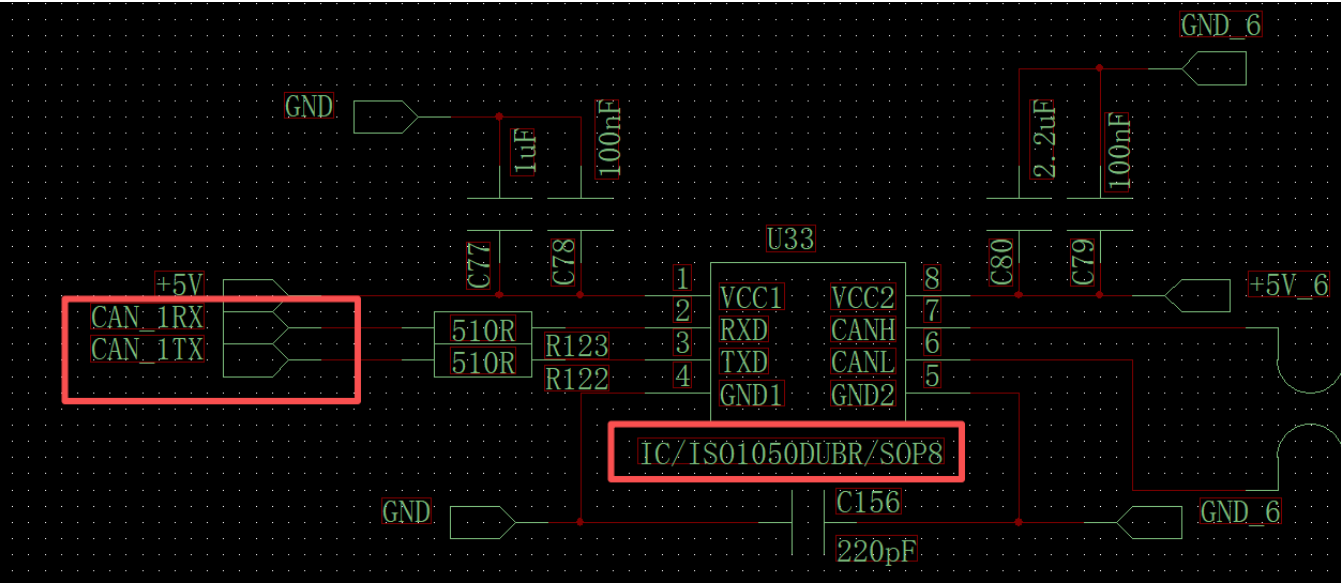 GND_6
GND
1uF
100nF
2.2uF
100nF
U33
C77
C78
C80
C79
+5V
1
8
+5V_6
VCC1
VCC2
CAN_1RX
2
7
510R
R123
RXD
CANH
CAN_1TX
3
6
510R
R122
TXD
CANL
4
5
GND1
GND2
IC/ISO1050DUBR/SOP8
GND
C156
GND_6
220pF